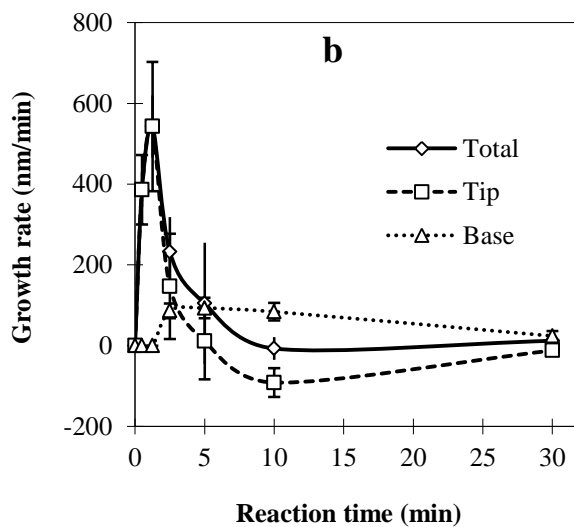 b
800
600
400
200
0
-200
Growth rate (nm/min)
Total
Tip
Base
0 5 10 15 20 25 30
Reaction time (min)